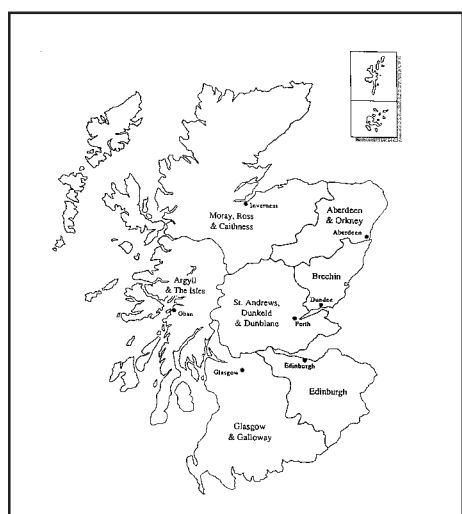 Inverness
Moray, Ross
& Caithness
Aberdeen
& Orkney
Aberdeen
Argyll
& The Isles
Oban
Brechin
Dundee
St. Andrews,
Dunkeld
& Dunblane
Perth
Glasgow
Edinburgh
Edinburgh
Glasgow
& Galloway